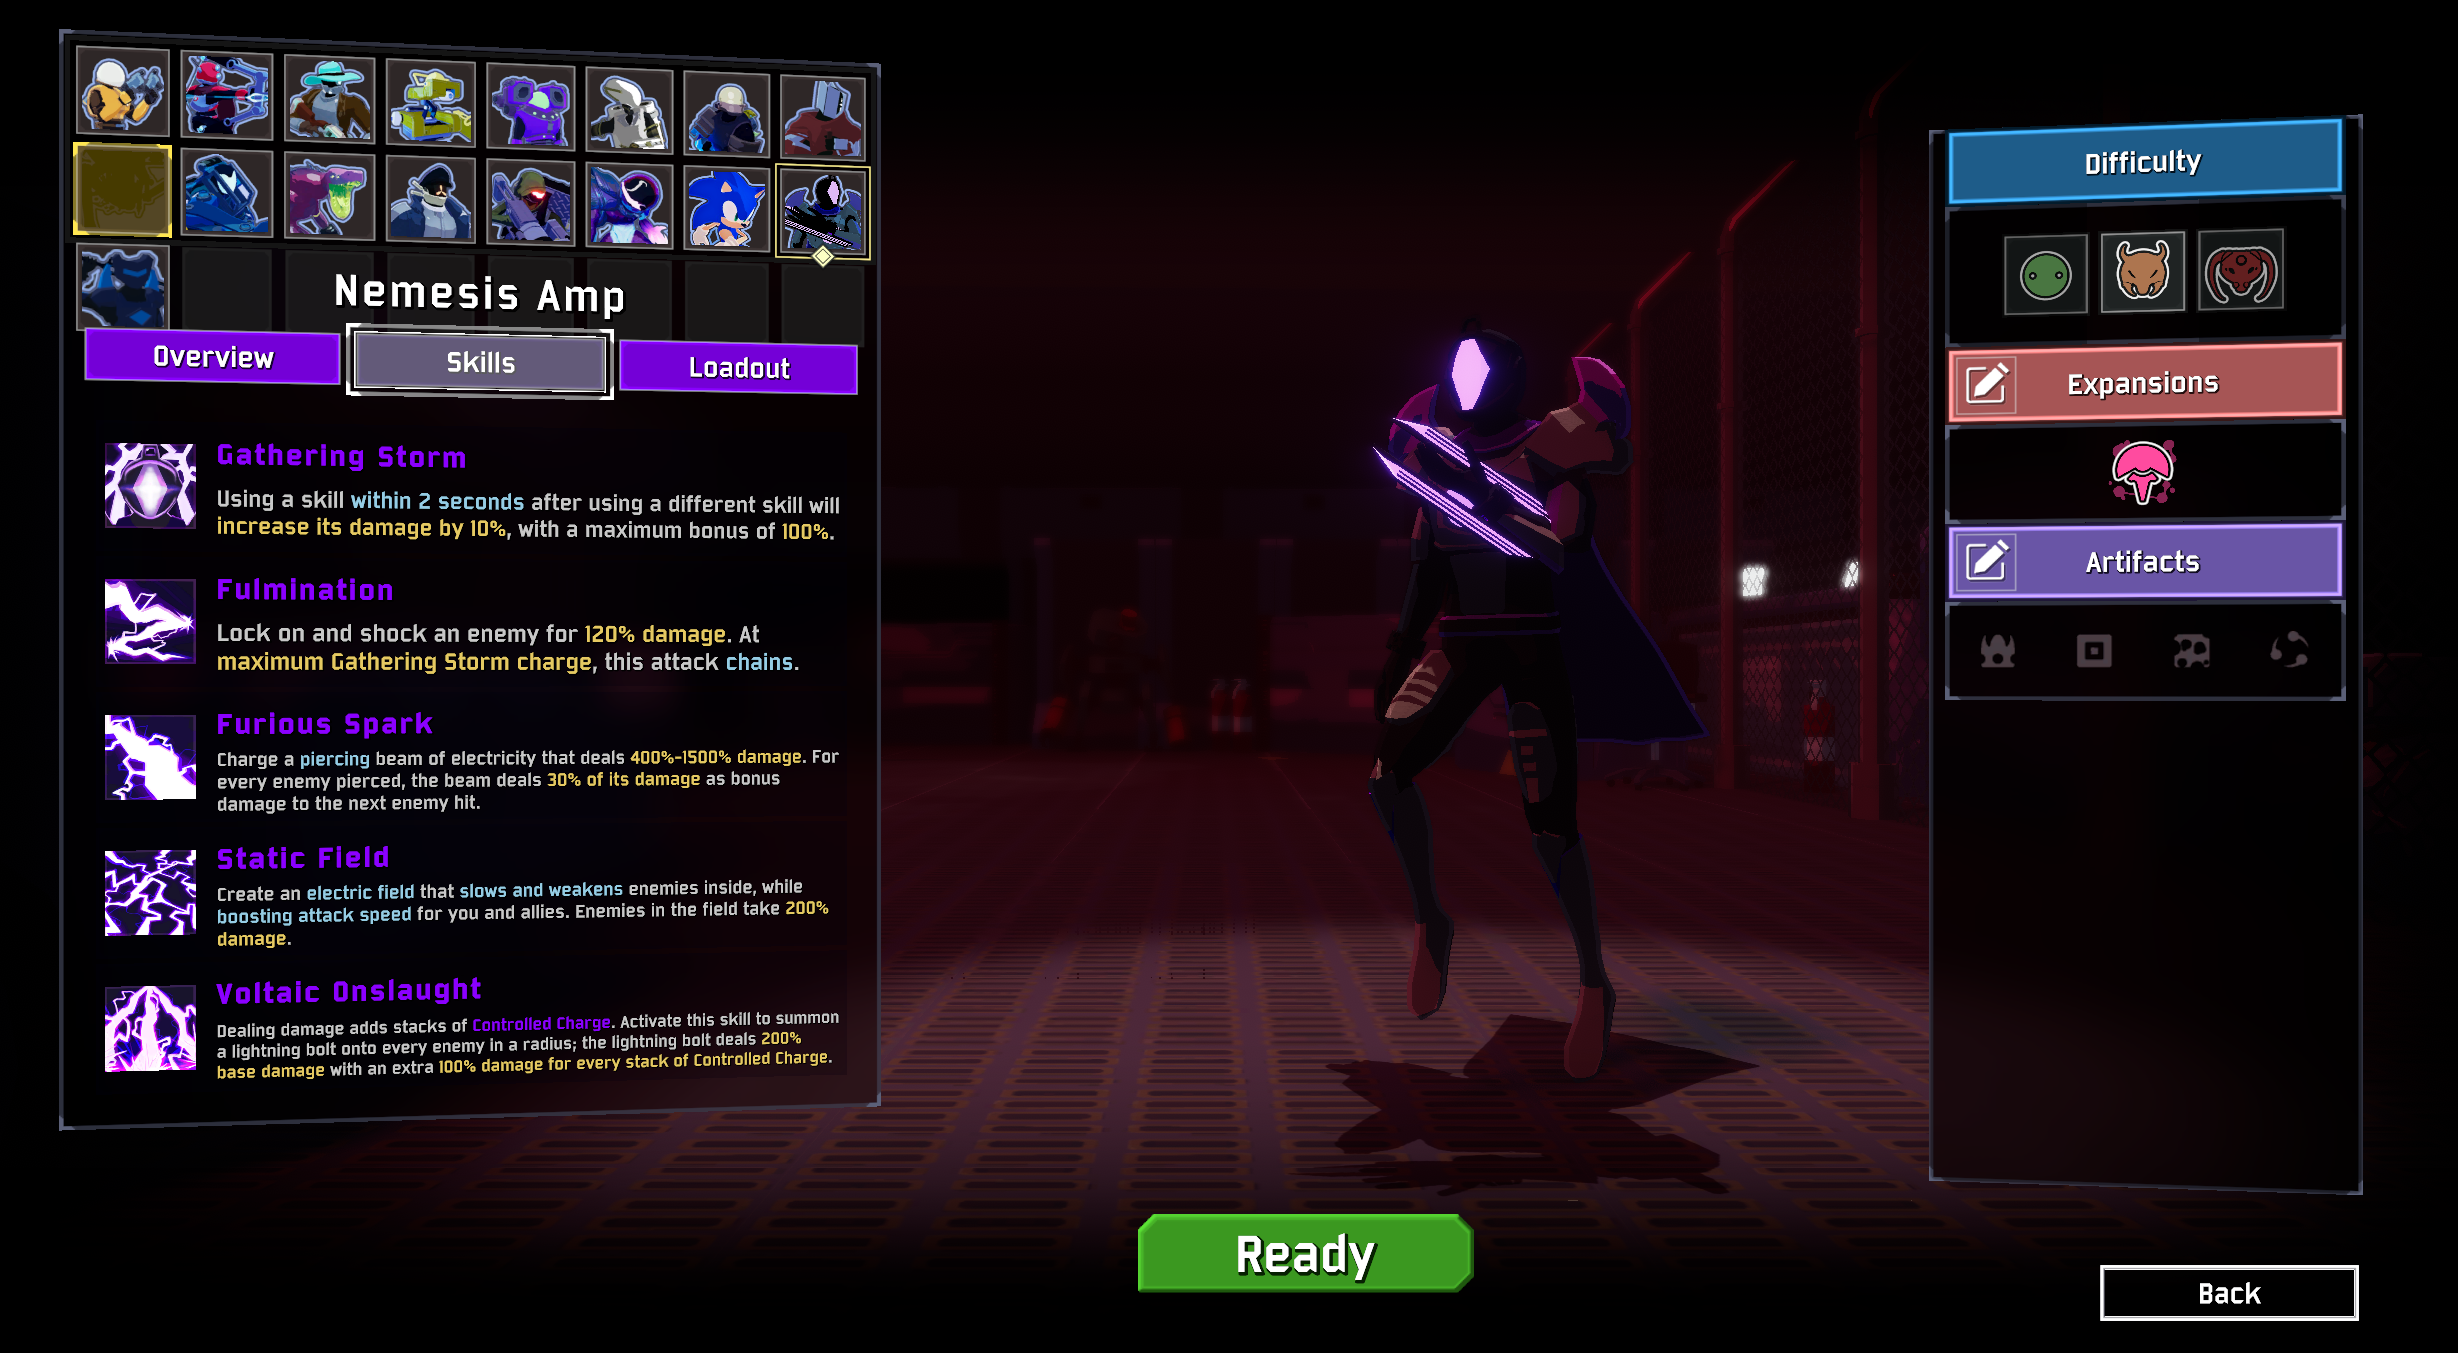 Nemesis Amp
Overview
Skills
Loadout
Gathering Storm
Using a skill within 2 seconds after using a different skill will
increase its damage by 10%, with a maximum bonus of 100%.
Fulmination
Lock on and shock an enemy for 120% damage. At
maximum Gathering Storm charge, this attack chains.
Furious Spark
Charge a piercing beam of electricity that deals 400%-1500% damage. For
every enemy pierced, the beam deals 30% of its damage as bonus
damage to the next enemy hit.
Static Field
Create an electric field that slows and weakens enemies inside, while
boosting attack speed for you and allies. Enemies in the field take 200%
damage.
Voltaic Onslaught
Dealing damage adds stacks of Controlled Charge. Activate this skill to summon
a lightning bolt onto every enemy in a radius; the lightning bolt deals 200%
base damage with an extra 100% damage for every stack of Controlled Charge.
Difficulty
Expansions
Artifacts
Ready
Back